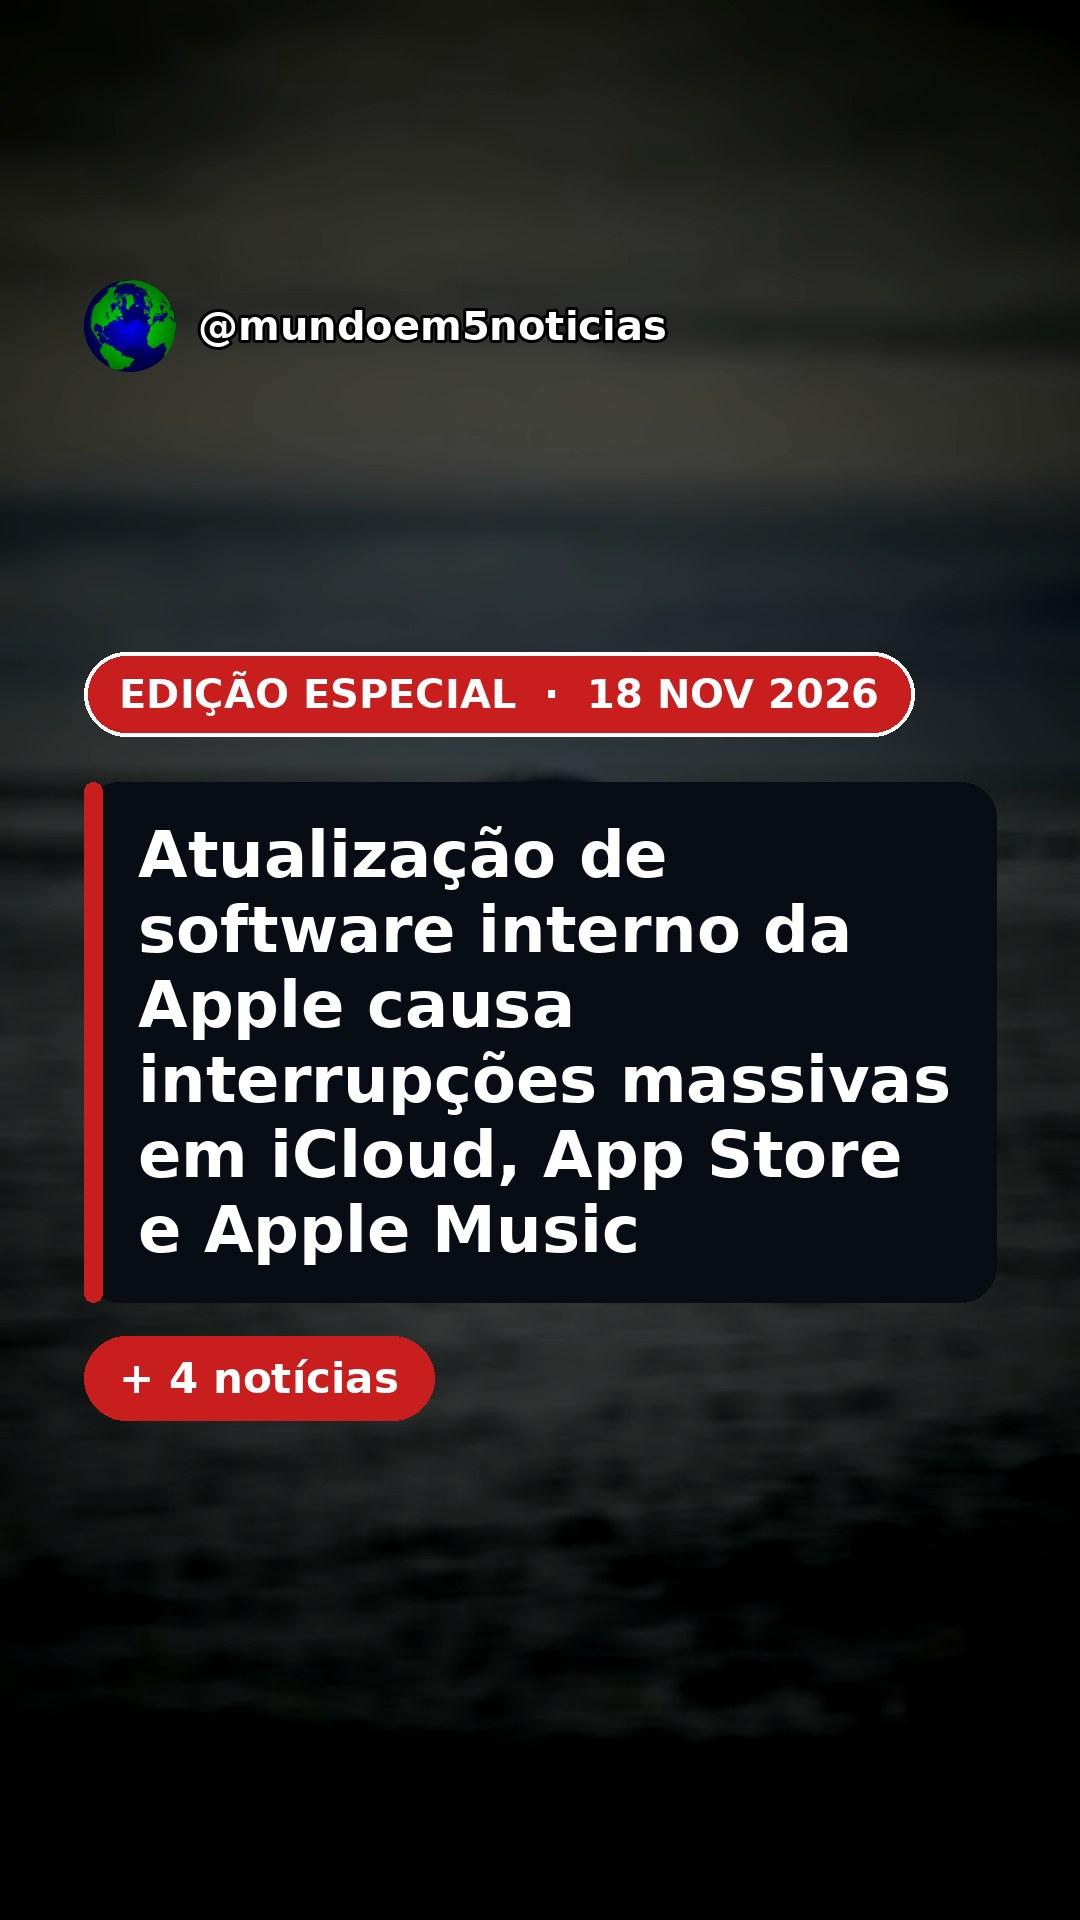 @mundoem5noticias
EDIÇÃO ESPECIAL · 18 NOV 2026
Atualização de
software interno da
Apple causa
interrupções massivas
em iCloud, App Store
e Apple Music
+ 4 notícias